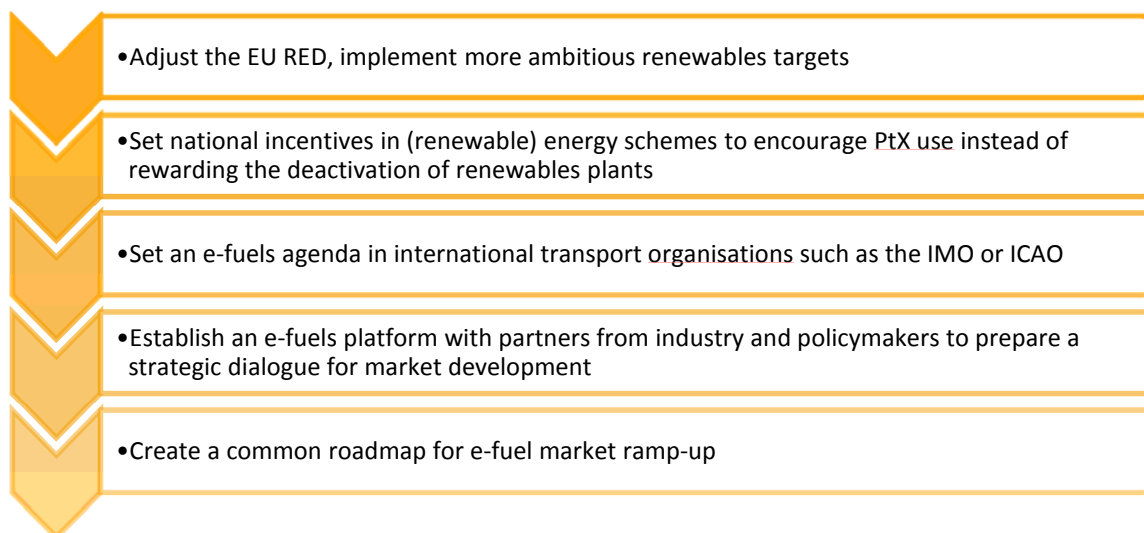 •Adjust the EU RED, implement more ambitious renewables targets
•Set national incentives in (renewable) energy schemes to encourage PtX use instead of
rewarding the deactivation of renewables plants
•Set an e-fuels agenda in international transport organisations such as the IMO or ICAO
•Establish an e-fuels platform with partners from industry and policymakers to prepare a
strategic dialogue for market development
•Create a common roadmap for e-fuel market ramp-up